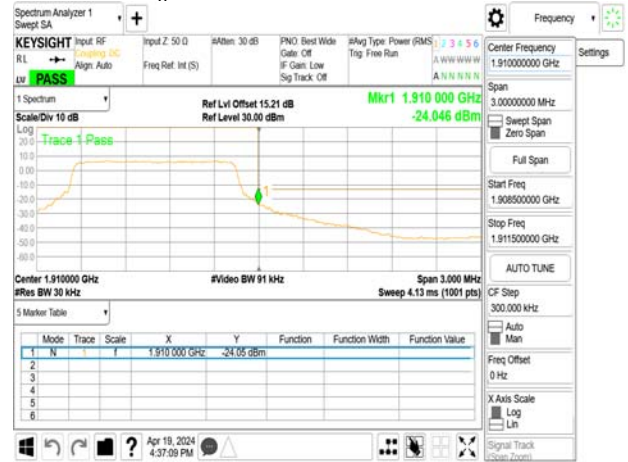 Spectrum Analyzer 1
Swept SA
Frequency
KEYSIGHT
RL
LV PASS
Input: RF
Coupling: DC
Align: Auto
Input Z: 50 Ω
Freq Ref: Int (S)
#Atten: 30 dB
PNO: Best Wide
Gate: Off
IF Gain: Low
Sig Track: Off
#Avg Type: Power (RMS
Trig: Free Run
1 2 3 4 5 6
A W W W W W
A N N N N N
Center Frequency
1.910000000 GHz
Settings
Span
3.00000000 MHz
Swept Span
Zero Span
Full Span
Start Freq
1.908500000 GHz
Stop Freq
1.911500000 GHz
AUTO TUNE
CF Step
300.000 kHz
Auto
Man
Freq Offset
0 Hz
X Axis Scale
Log
Lin
Signal Track
(Span Zoom)
1 Spectrum
Scale/Div 10 dB
Ref Lvl Offset 15.21 dB
Ref Level 30.00 dBm
Mkr1 1.910 000 GHz
-24.046 dBm
Log
Trace 1 Pass
20.0
10.0
0.00
-10.0
-20.0
-30.0
-40.0
-50.0
-60.0
1
Center 1.910000 GHz
#Video BW 91 kHz
Span 3.000 MHz
#Res BW 30 kHz
Sweep 4.13 ms (1001 pts)
5 Marker Table
Mode Trace Scale X Y Function Function Width Function Value
1 N 1 f 1.910 000 GHz -24.05 dBm
2
3
4
5
6
Apr 19, 2024
4:37:09 PM